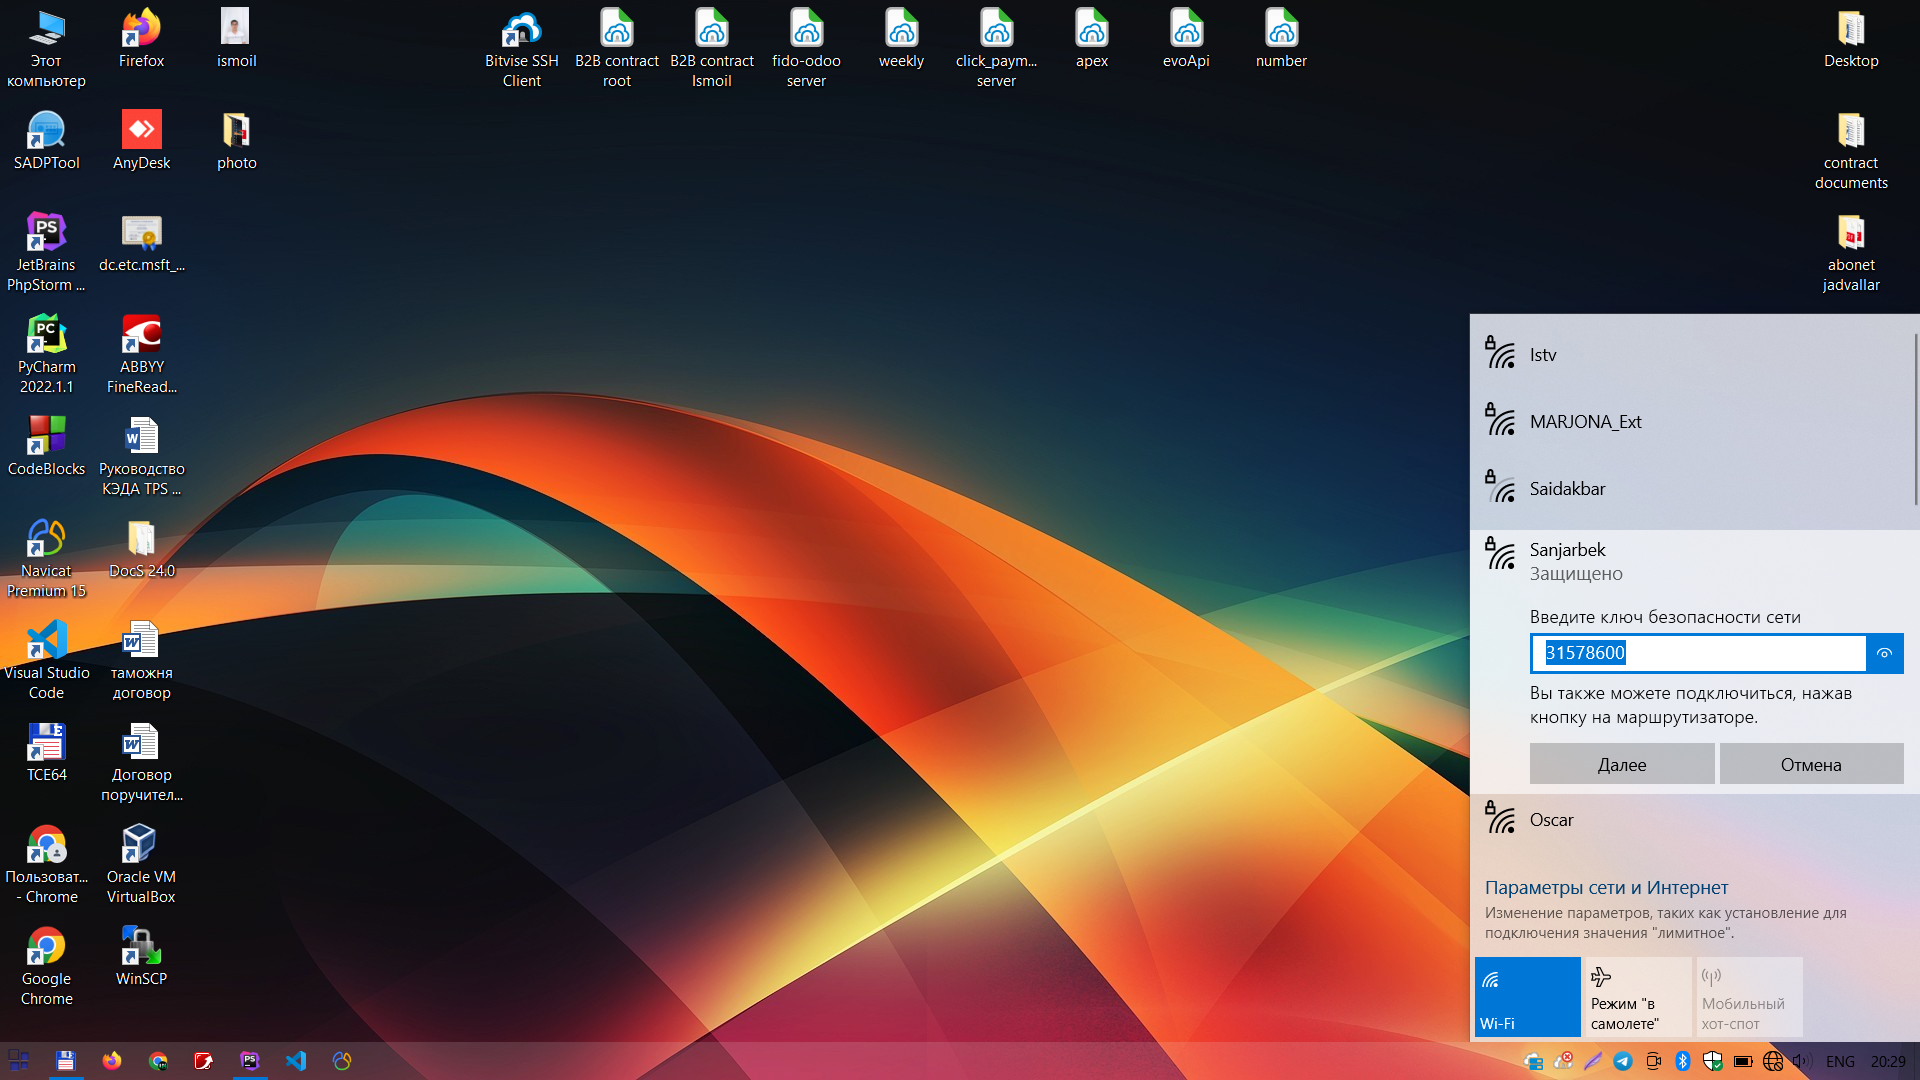 Этот
компьютер
Firefox
ismoil
Bitvise SSH
Client
B2B contract
root
B2B contract
Ismoil
fido-odoo
server
weekly
click_paym...
server
apex
evoApi
number
Desktop
SADPTool
AnyDesk
photo
contract
documents
JetBrains
PhpStorm ...
dc.etc.msft_...
abonet
jadvallar
PyCharm
2022.1.1
ABBYY
FineRead...
CodeBlocks
Руководство
КЭДА TPS ...
Navicat
Premium 15
DocS 24.0
Visual Studio
Code
таможня
договор
TCE64
Договор
поручител...
Пользоват...
- Chrome
Oracle VM
VirtualBox
Google
Chrome
WinSCP
Istv
MARJONA_Ext
Saidakbar
Sanjarbek
Защищено
Введите ключ безопасности сети
31578600
Вы также можете подключиться, нажав
кнопку на маршрутизаторе.
Далее
Отмена
Oscar
Параметры сети и Интернет
Изменение параметров, таких как установление для
подключения значения "лимитное".
Wi-Fi
Режим "в
самолете"
Мобильный
хот-спот
ENG
20:29